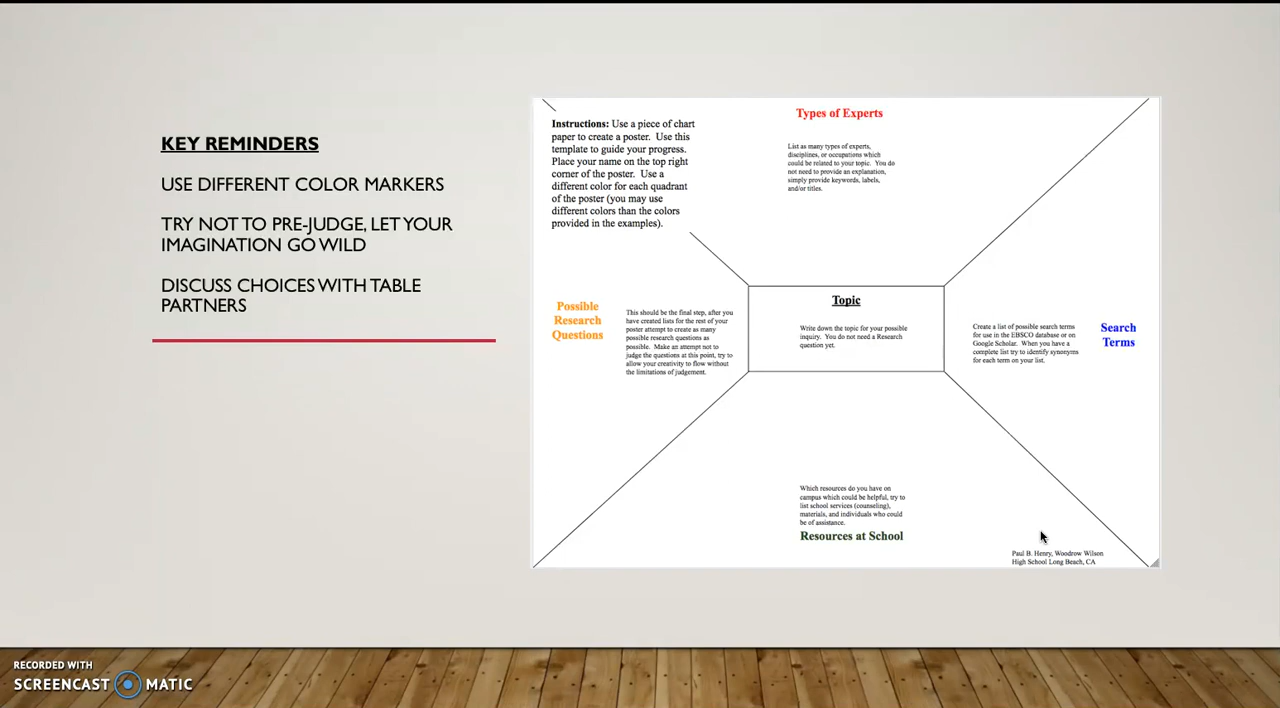 KEY REMINDERS
USE DIFFERENT COLOR MARKERS
TRY NOT TO PRE-JUDGE, LET YOUR
IMAGINATION GO WILD
DISCUSS CHOICES WITH TABLE
PARTNERS
Instructions: Use a piece of chart
paper to create a poster. Use this
template to guide your progress.
Place your name on the top right
corner of the poster. Use a
different color for each quadrant
of the poster (you may use
different colors than the colors
provided in the examples).
Types of Experts
List as many types of experts,
disciplines, or occupations which
could be related to your topic. You do
not need to provide an explanation,
simply provide keywords, labels,
and/or titles.
Possible
Research
Questions
This should be the final step, after you
have created lists for the rest of your
poster attempt to create as many
possible research questions as
possible. Make an attempt not to
judge the questions at this point, try to
allow your creativity to flow without
the limitations of judgement.
Topic
Write down the topic for your possible
inquiry. You do not need a Research
question yet.
Create a list of possible search terms
for use in the EBSCO database or on
Google Scholar. When you have a
complete list try to identify synonyms
for each term on your list.
Search
Terms
Which resources do you have on
campus which could be helpful, try to
list school services (counseling),
materials, and individuals who could
be of assistance.
Resources at School
Paul B. Henry, Woodrow Wilson
High School Long Beach, CA
RECORDED WITH
SCREENCAST MATIC